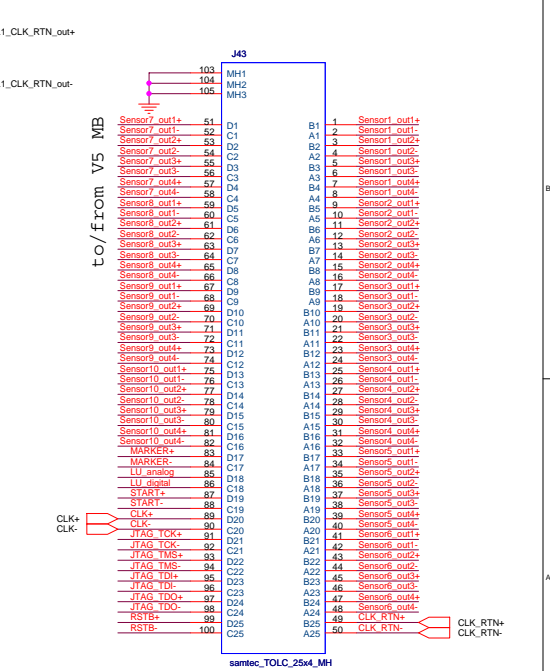 1_CLK_RTN_out+
1_CLK_RTN_out-
J43
103 MH1
104 MH2
105 MH3
to/from V5 MB
Sensor7_out1+ 51 D1 B1 1 Sensor1_out1+
Sensor7_out1- 52 C1 A1 2 Sensor1_out1-
Sensor7_out2+ 53 D2 B2 3 Sensor1_out2+
Sensor7_out2- 54 C2 A2 4 Sensor1_out2-
Sensor7_out3+ 55 D3 B3 5 Sensor1_out3+
Sensor7_out3- 56 C3 A3 6 Sensor1_out3-
Sensor7_out4+ 57 D4 B4 7 Sensor1_out4+
Sensor7_out4- 58 C4 A4 8 Sensor1_out4-
Sensor8_out1+ 59 D5 B5 9 Sensor2_out1+
Sensor8_out1- 60 C5 A5 10 Sensor2_out1-
Sensor8_out2+ 61 D6 B6 11 Sensor2_out2+
Sensor8_out2- 62 C6 A6 12 Sensor2_out2-
Sensor8_out3+ 63 D7 B7 13 Sensor2_out3+
Sensor8_out3- 64 C7 A7 14 Sensor2_out3-
Sensor8_out4+ 65 D8 B8 15 Sensor2_out4+
Sensor8_out4- 66 C8 A8 16 Sensor2_out4-
Sensor9_out1+ 67 D9 B9 17 Sensor3_out1+
Sensor9_out1- 68 C9 A9 18 Sensor3_out1-
Sensor9_out2+ 69 D10 B10 19 Sensor3_out2+
Sensor9_out2- 70 C10 A10 20 Sensor3_out2-
Sensor9_out3+ 71 D11 B11 21 Sensor3_out3+
Sensor9_out3- 72 C11 A11 22 Sensor3_out3-
Sensor9_out4+ 73 D12 B12 23 Sensor3_out4+
Sensor9_out4- 74 C12 A12 24 Sensor3_out4-
Sensor10_out1+ 75 D13 B13 25 Sensor4_out1+
Sensor10_out1- 76 C13 A13 26 Sensor4_out1-
Sensor10_out2+ 77 D14 B14 27 Sensor4_out2+
Sensor10_out2- 78 C14 A14 28 Sensor4_out2-
Sensor10_out3+ 79 D15 B15 29 Sensor4_out3+
Sensor10_out3- 80 C15 A15 30 Sensor4_out3-
Sensor10_out4+ 81 D16 B16 31 Sensor4_out4+
Sensor10_out4- 82 C16 A16 32 Sensor4_out4-
MARKER+ 83 D17 B17 33 Sensor5_out1+
MARKER- 84 C17 A17 34 Sensor5_out1-
LU_analog 85 D18 B18 35 Sensor5_out2+
LU_digital 86 C18 A18 36 Sensor5_out2-
START+ 87 D19 B19 37 Sensor5_out3+
START- 88 C19 A19 38 Sensor5_out3-
CLK+ CLK+ 89 D20 B20 39 Sensor5_out4+
CLK- CLK- 90 C20 A20 40 Sensor5_out4-
JTAG_TCK+ 91 D21 B21 41 Sensor6_out1+
JTAG_TCK- 92 C21 A21 42 Sensor6_out1-
JTAG_TMS+ 93 D22 B22 43 Sensor6_out2+
JTAG_TMS- 94 C22 A22 44 Sensor6_out2-
JTAG_TDI+ 95 D23 B23 45 Sensor6_out3+
JTAG_TDI- 96 C23 A23 46 Sensor6_out3-
JTAG_TDO+ 97 D24 B24 47 Sensor6_out4+
JTAG_TDO- 98 C24 A24 48 Sensor6_out4-
RSTB+ 99 D25 B25 49 CLK_RTN+ CLK_RTN+
RSTB- 100 C25 A25 50 CLK_RTN- CLK_RTN-
samtec_TOLC_25x4_MH
B
A